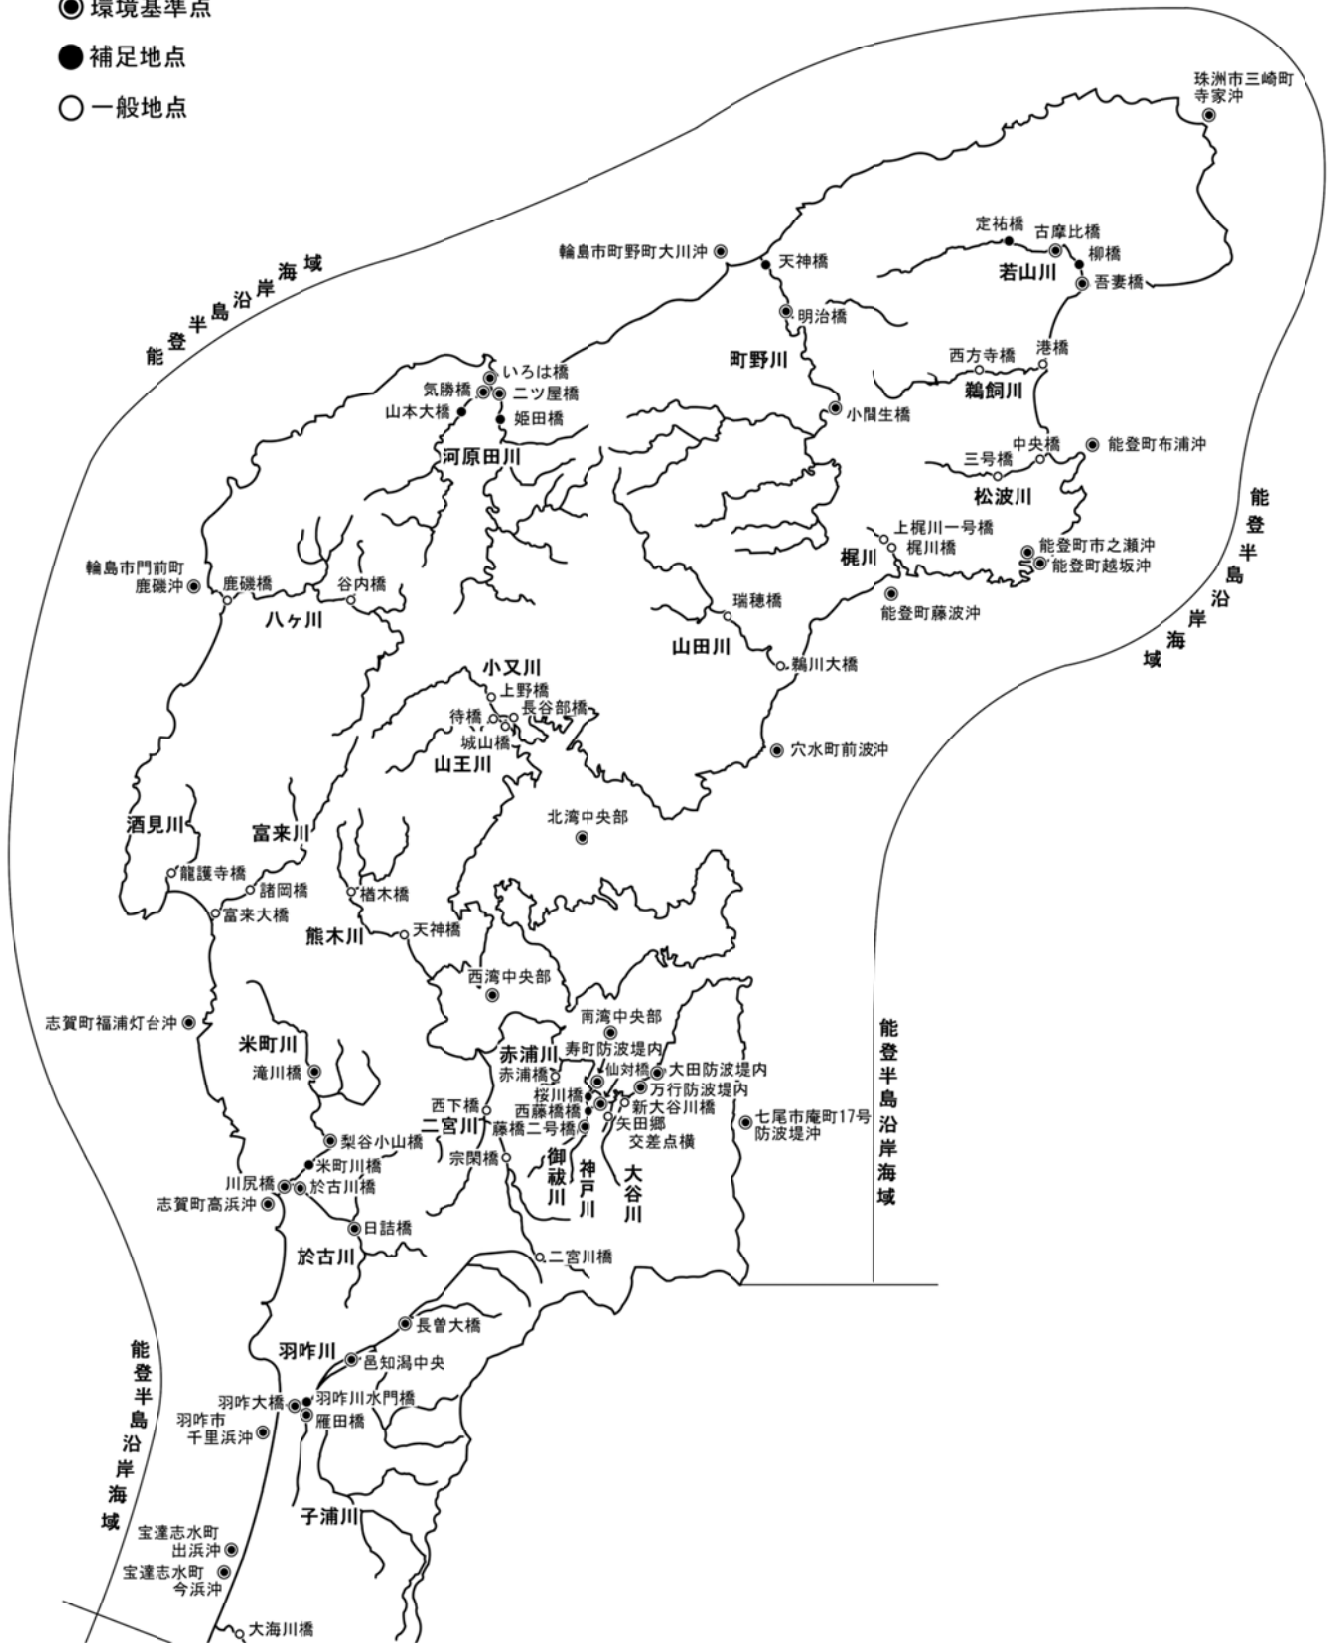 環境基準点
補足地点
一般地点
珠洲市三崎町
寺家沖
能登半島沿岸海域
輪島市町野町大川沖
天神橋
定祐橋
古摩比橋
柳橋
若山川
吾妻橋
明治橋
町野川
西方寺橋
港橋
鵜飼川
いろは橋
気勝橋
二ツ屋橋
山本大橋
姫田橋
小間生橋
河原田川
中央橋
能登町布浦沖
三号橋
松波川
能登半島沿岸海域
上梶川一号橋
梶川
梶川橋
能登町市之瀬沖
能登町越坂沖
輪島市門前町
鹿磯沖
鹿磯橋
谷内橋
八ヶ川
瑞穂橋
能登町藤波沖
山田川
鵜川大橋
小又川
上野橋
待橋
長谷部橋
城山橋
山王川
穴水町前波沖
北湾中央部
酒見川
富来川
龍護寺橋
諸岡橋
楢木橋
富来大橋
熊木川
天神橋
西湾中央部
志賀町福浦灯台沖
南湾中央部
米町川
赤浦川
寿町防波堤内
滝川橋
赤浦橋
仙対橋
大田防波堤内
桜川橋
万行防波堤内
西下橋
西藤橋橋
新大谷川橋
二宮川
藤橋二号橋
矢田郷
交差点横
七尾市庵町17号
防波堤沖
能登半島沿岸海域
梨谷小山橋
宗閑橋
御祓川
神戸川
大谷川
米町川橋
川尻橋
於古川橋
志賀町高浜沖
日詰橋
於古川
二宮川橋
長曽大橋
羽咋川
邑知潟中央
能登半島沿岸海域
羽咋大橋
羽咋川水門橋
羽咋市
千里浜沖
雁田橋
子浦川
宝達志水町
出浜沖
宝達志水町
今浜沖
大海川橋